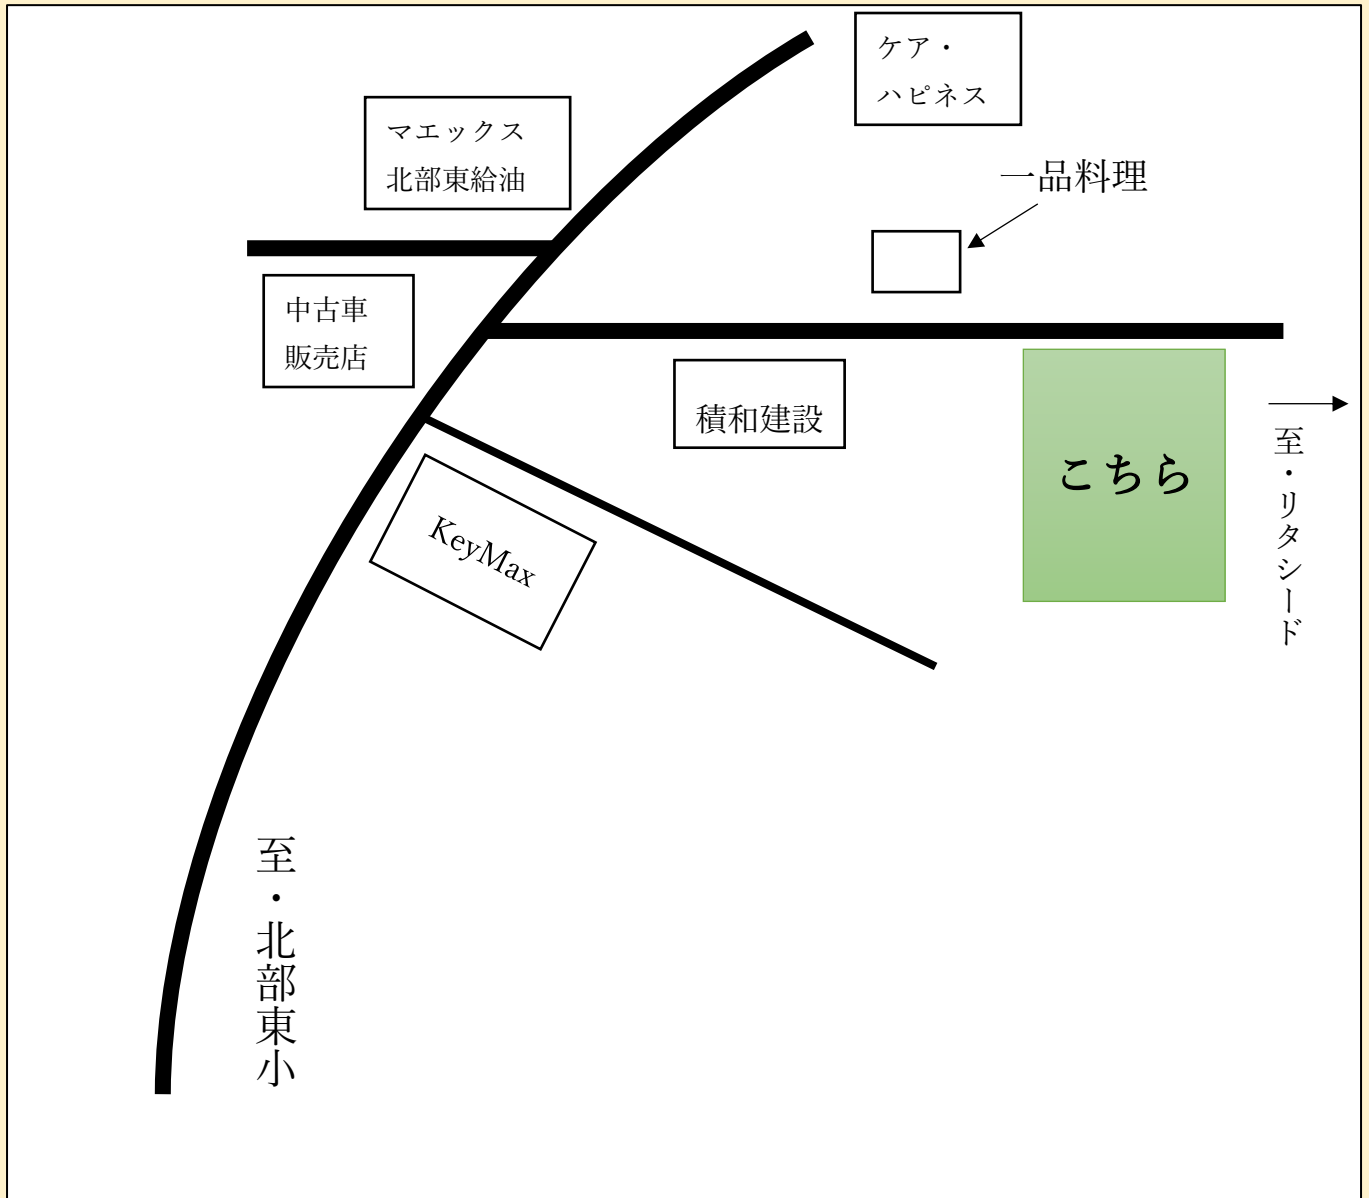 ケア・
ハピネス
マエックス
北部東給油
一品料理
中古車
販売店
積和建設
こちら
至・リタシード
KeyMax
至・北部東小